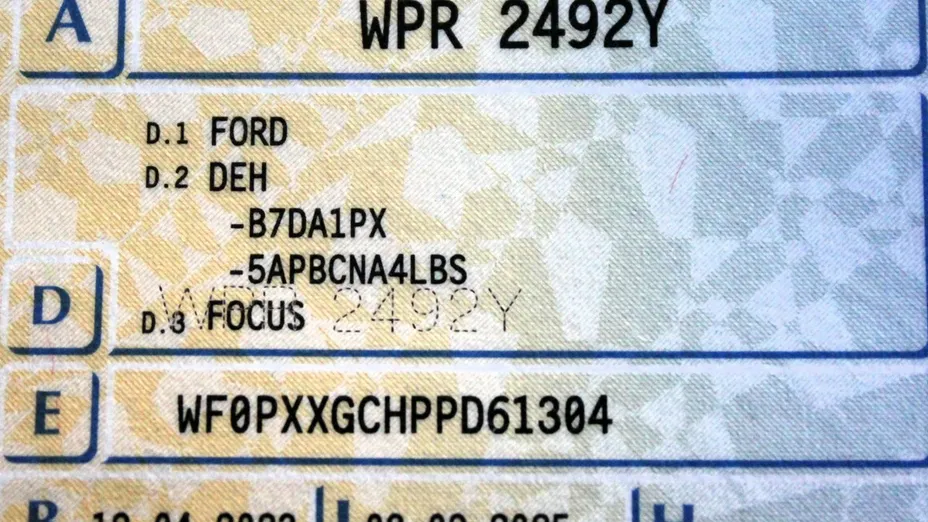 A WPR 2492Y
D.1 FORD
D.2 DEH
-B7DA1PX
-5APBCNA4LBS
WPR 2492Y
D D.3 FOCUS
E WF0PXXGCHPPD61304